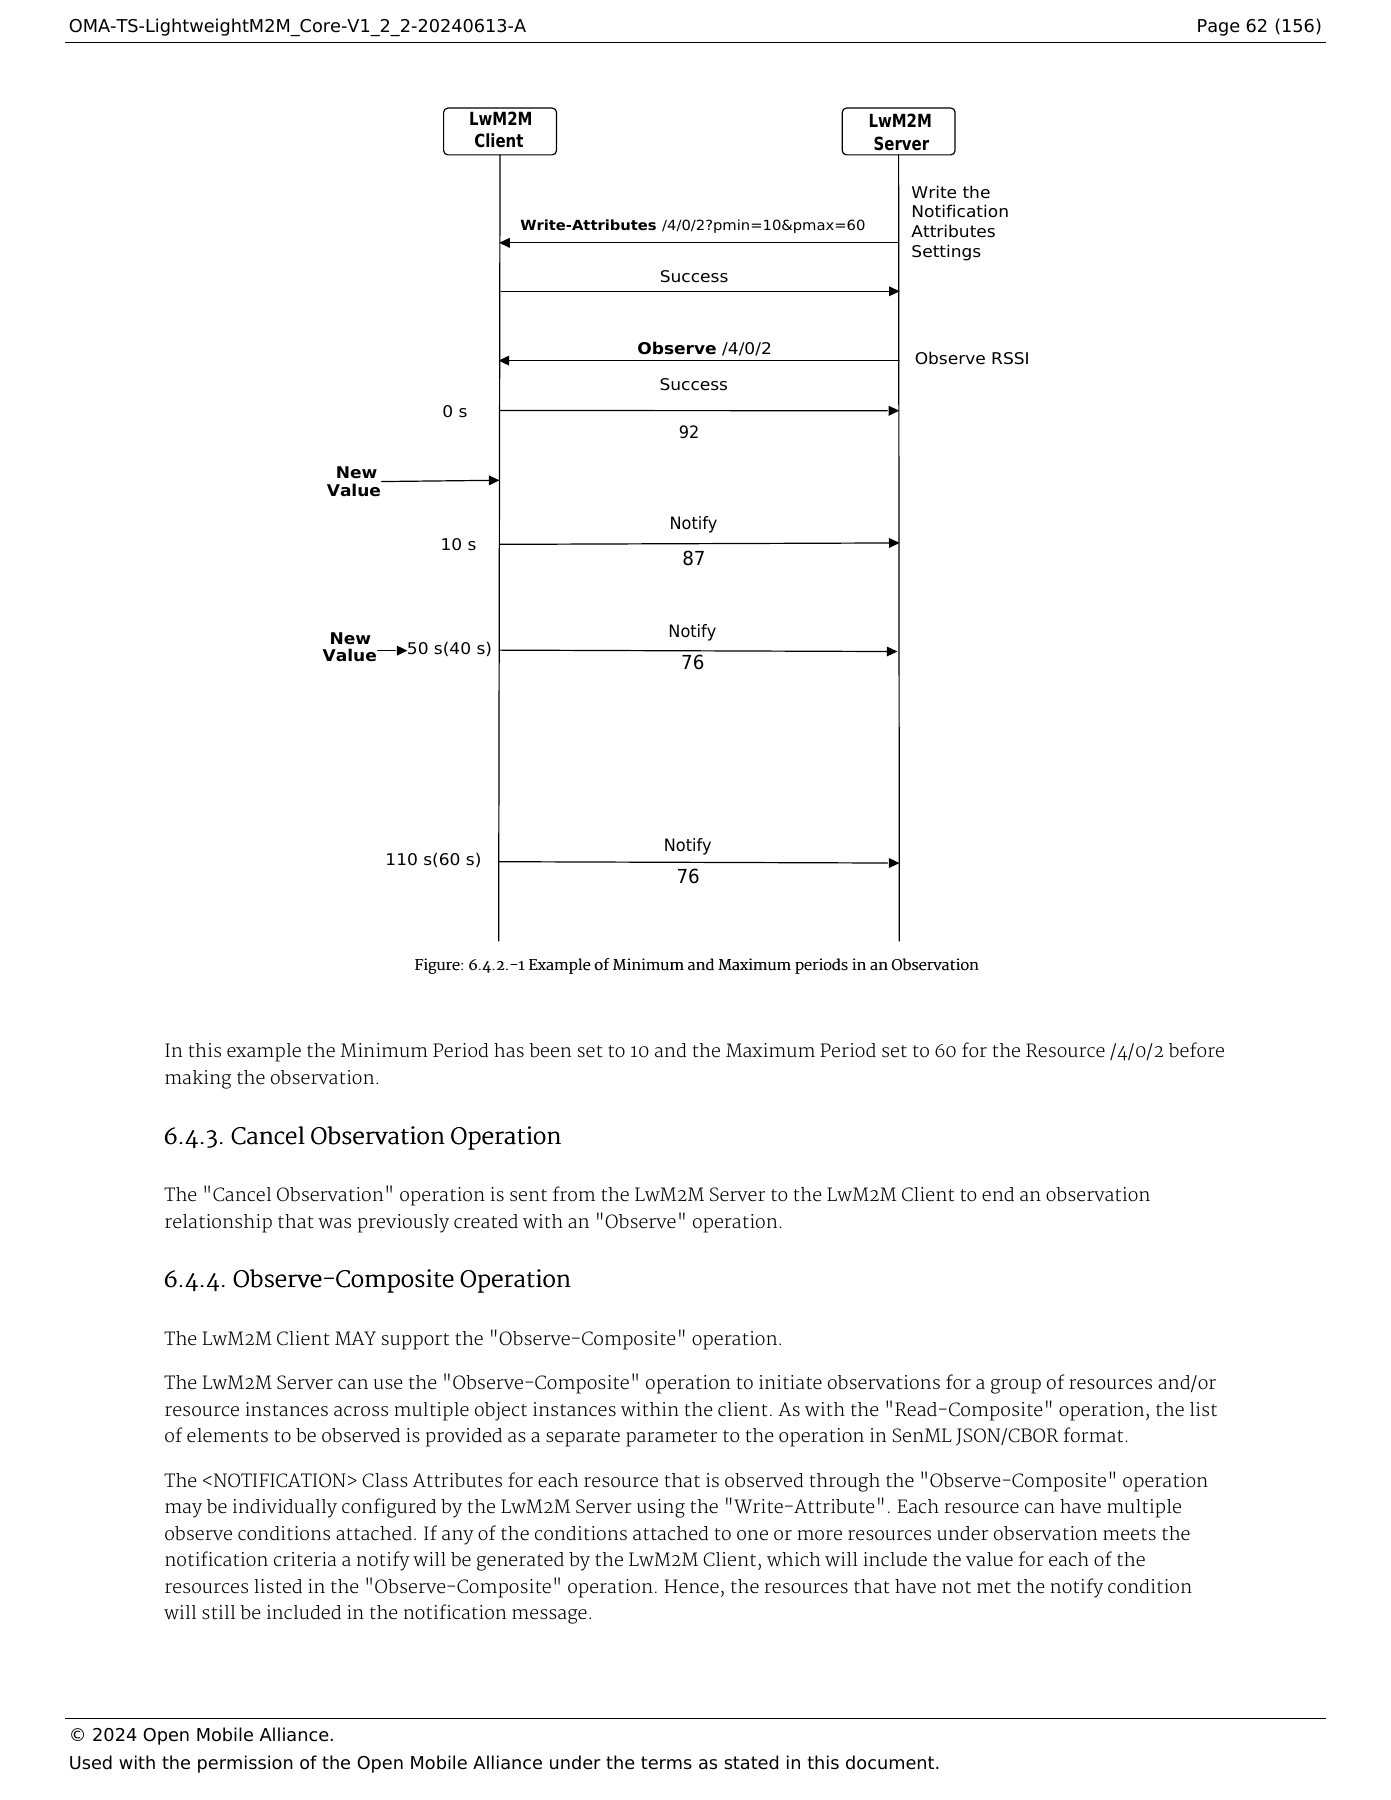 OMA-TS-LightweightM2M_Core-V1_2_2-20240613-A
Page 62 (156)
LwM2M
Client
LwM2M
Server
Write the
Notification
Attributes
Settings
Write-Attributes /4/0/2?pmin=10&pmax=60
Success
Observe /4/0/2
Observe RSSI
Success
0 s
92
New
Value
Notify
10 s
87
Notify
New
Value
50 s(40 s)
76
Notify
110 s(60 s)
76
Figure: 6.4.2.-1 Example of Minimum and Maximum periods in an Observation
In this example the Minimum Period has been set to 10 and the Maximum Period set to 60 for the Resource /4/0/2 before
making the observation.
6.4.3. Cancel Observation Operation
The "Cancel Observation" operation is sent from the LwM2M Server to the LwM2M Client to end an observation
relationship that was previously created with an "Observe" operation.
6.4.4. Observe-Composite Operation
The LwM2M Client MAY support the "Observe-Composite" operation.
The LwM2M Server can use the "Observe-Composite" operation to initiate observations for a group of resources and/or
resource instances across multiple object instances within the client. As with the "Read-Composite" operation, the list
of elements to be observed is provided as a separate parameter to the operation in SenML JSON/CBOR format.
The <NOTIFICATION> Class Attributes for each resource that is observed through the "Observe-Composite" operation
may be individually configured by the LwM2M Server using the "Write-Attribute". Each resource can have multiple
observe conditions attached. If any of the conditions attached to one or more resources under observation meets the
notification criteria a notify will be generated by the LwM2M Client, which will include the value for each of the
resources listed in the "Observe-Composite" operation. Hence, the resources that have not met the notify condition
will still be included in the notification message.
© 2024 Open Mobile Alliance.
Used with the permission of the Open Mobile Alliance under the terms as stated in this document.